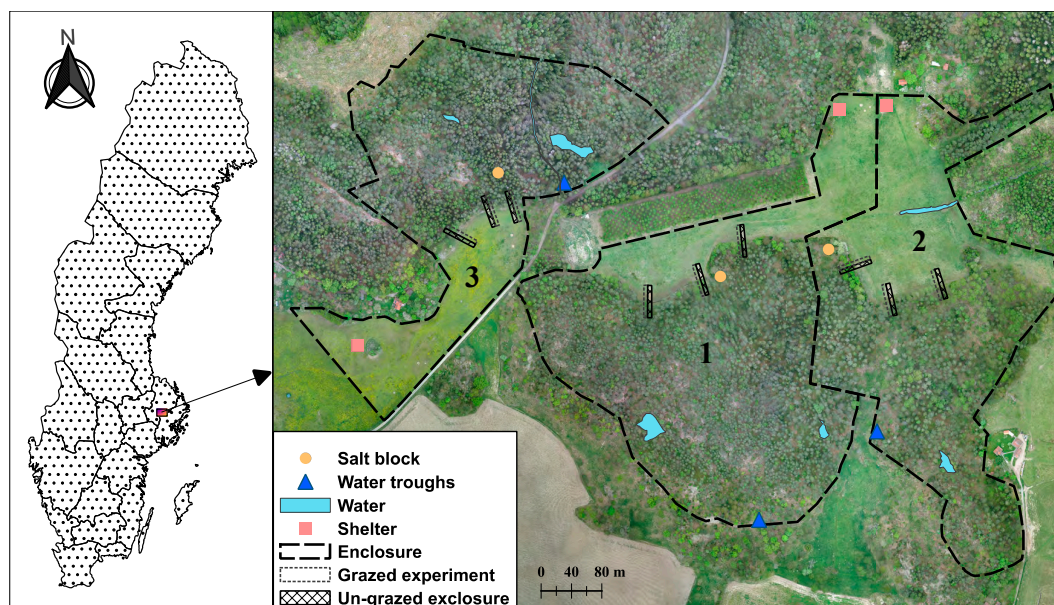 N
3
2
1
Salt block
Water troughs
Water
Shelter
Enclosure
Grazed experiment
Un-grazed exclosure
0 40 80 m